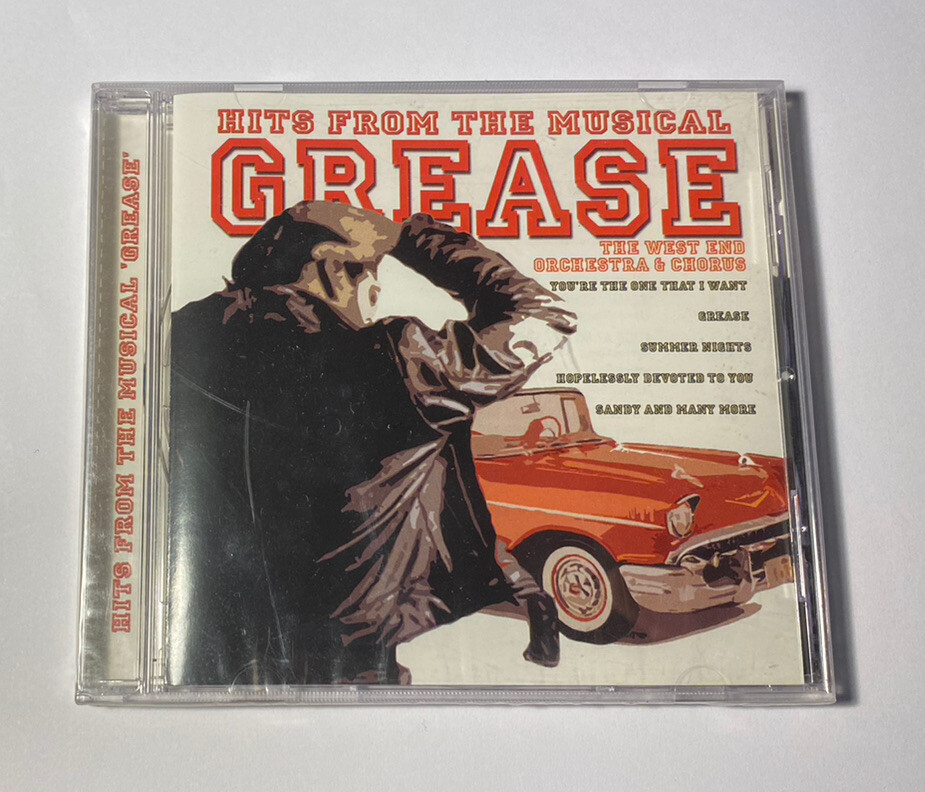 HITS FROM THE MUSICAL 'GREASE'
HITS FROM THE MUSICAL
GREASE
THE WEST END
ORCHESTRA & CHORUS
YOU'RE THE ONE THAT I WANT
GREASE
SUMMER NIGHTS
HOPELESSLY DEVOTED TO YOU
SANDY AND MANY MORE